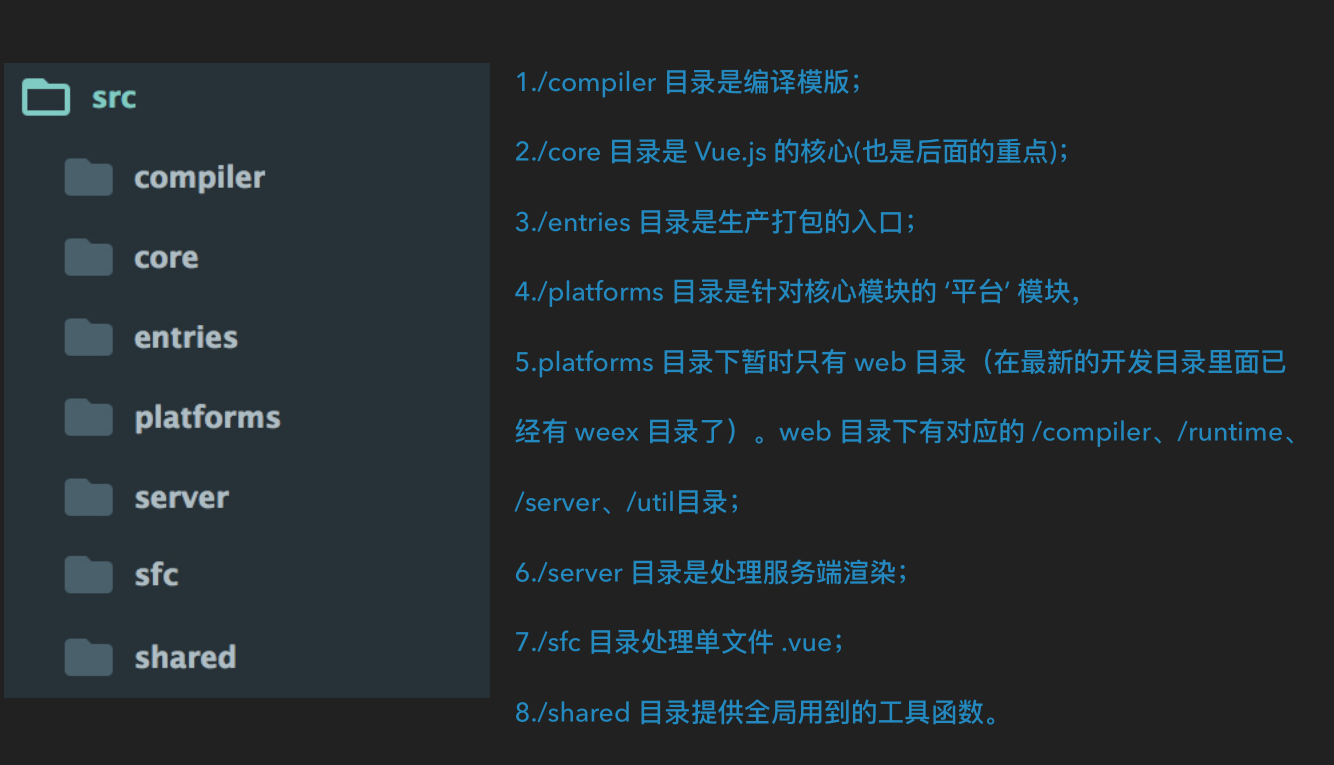 src
compiler
core
entries
platforms
server
sfc
shared
1./compiler 目录是编译模版；
2./core 目录是 Vue.js 的核心(也是后面的重点)；
3./entries 目录是生产打包的入口；
4./platforms 目录是针对核心模块的 ‘平台’ 模块，
5.platforms 目录下暂时只有 web 目录（在最新的开发目录里面已
经有 weex 目录了）。web 目录下有对应的 /compiler、/runtime、
/server、/util目录；
6./server 目录是处理服务端渲染；
7./sfc 目录处理单文件 .vue；
8./shared 目录提供全局用到的工具函数。